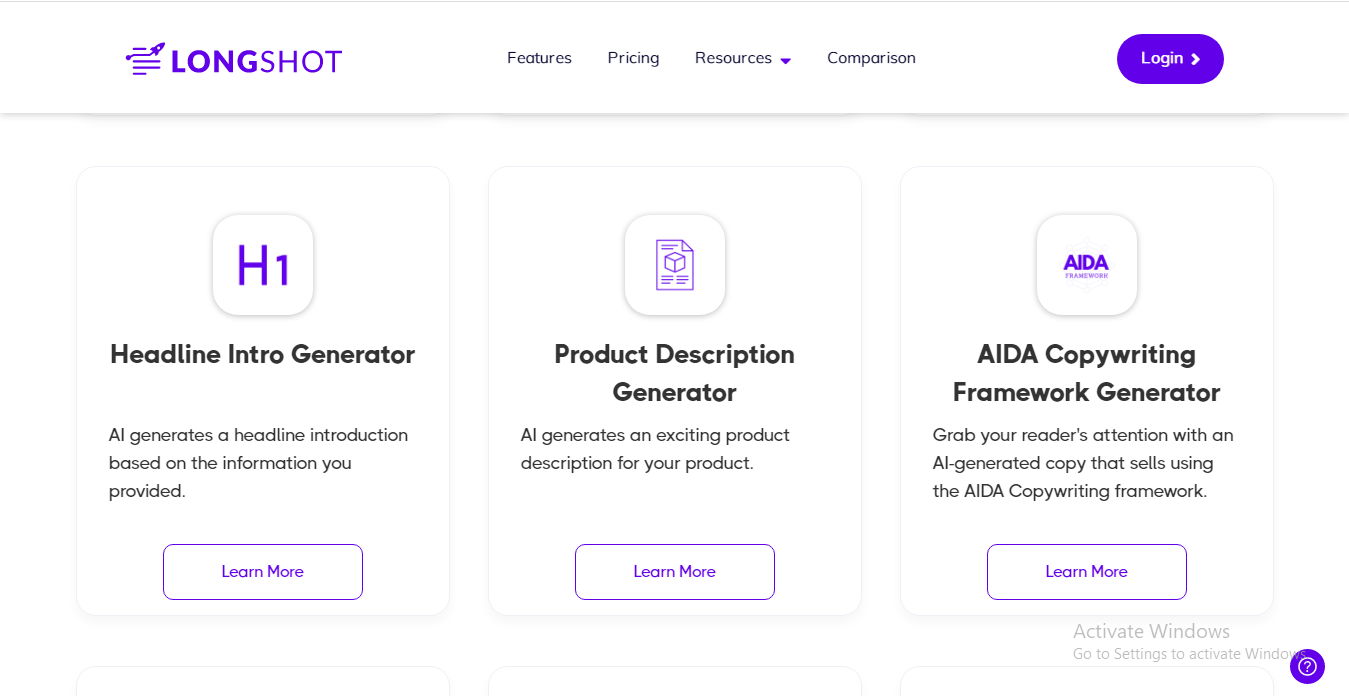 LONGSHOT
Features
Pricing
Resources
Comparison
Login
H1
Headline Intro Generator
AI generates a headline introduction
based on the information you
provided.
Learn More
Product Description
Generator
AI generates an exciting product
description for your product.
Learn More
AIDA
FRAMEWORK
AIDA Copywriting
Framework Generator
Grab your reader's attention with an
AI-generated copy that sells using
the AIDA Copywriting framework.
Learn More
Activate Windows
Go to Settings to activate Windows.